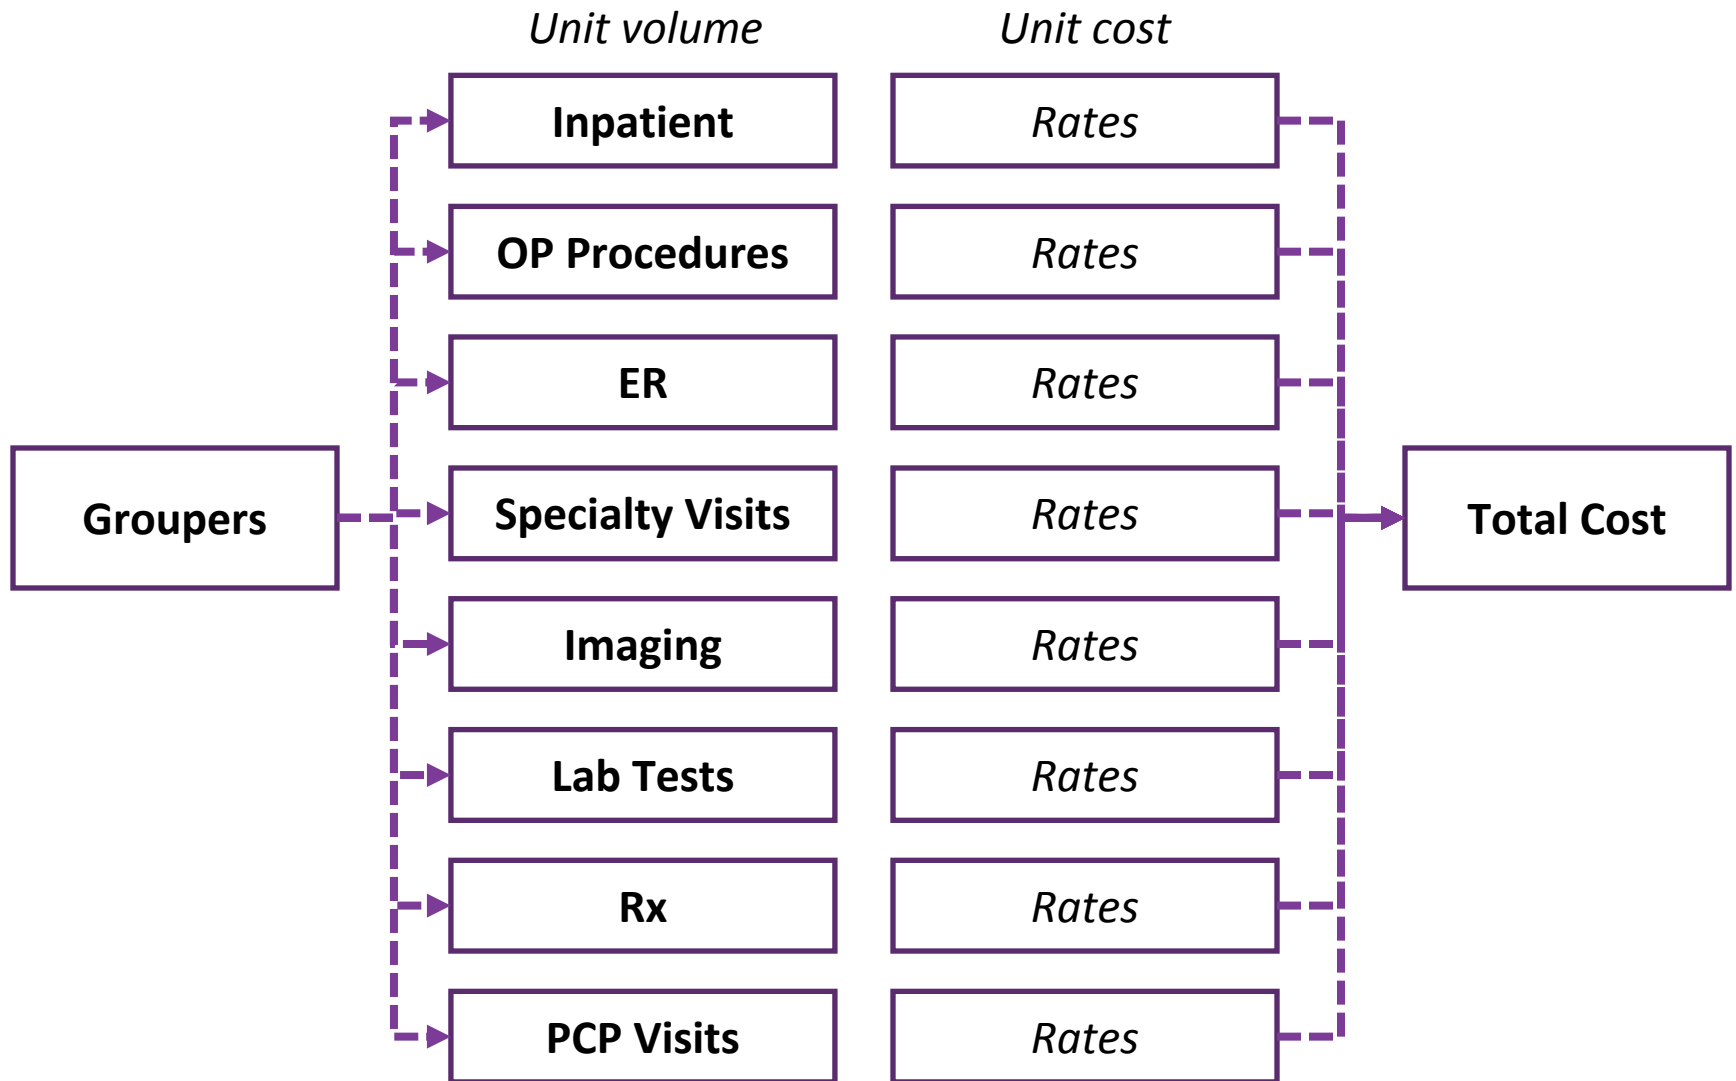 Unit volume
Unit cost
Inpatient
Rates
OP Procedures
Rates
ER
Rates
Groupers
Specialty Visits
Rates
Total Cost
Imaging
Rates
Lab Tests
Rates
Rx
Rates
PCP Visits
Rates